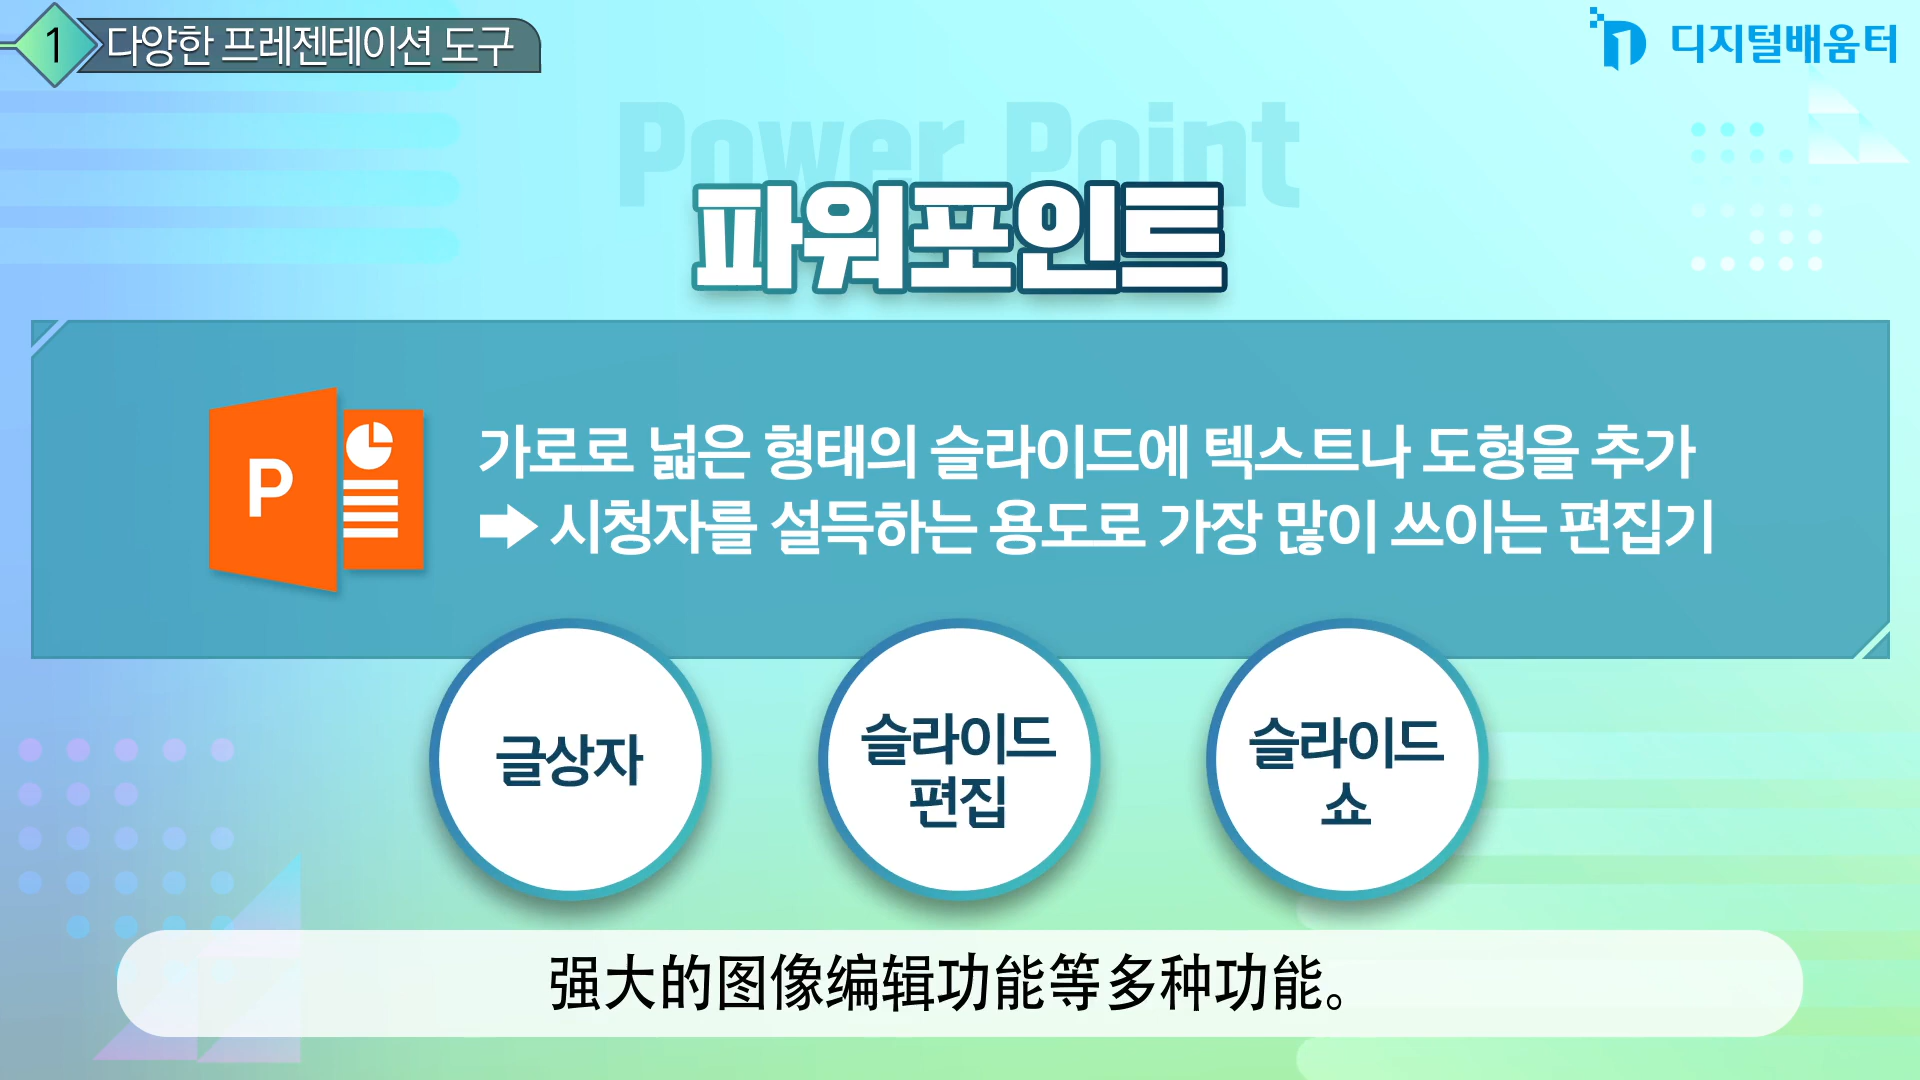 1 다양한 프레젠테이션 도구
디지털배움터
Power Point
파워포인트
P
가로로 넓은 형태의 슬라이드에 텍스트나 도형을 추가
➡ 시청자를 설득하는 용도로 가장 많이 쓰이는 편집기
글상자
슬라이드
편집
슬라이드
쇼
强大的图像编辑功能等多种功能。